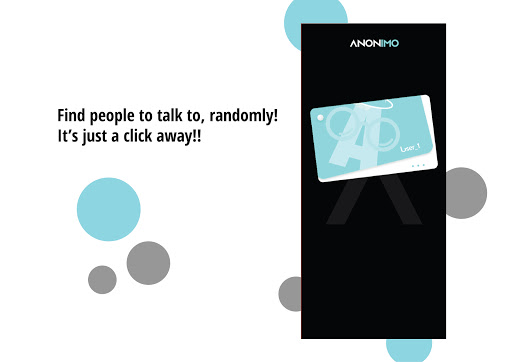 ANONIMO
Find people to talk to, randomly!
It's just a click away!!
User_1